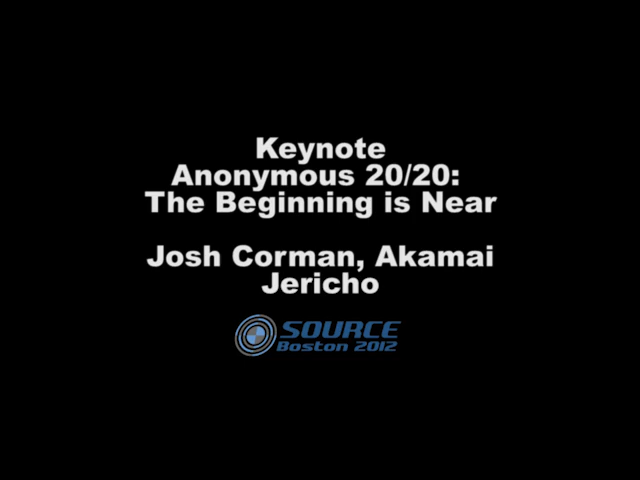 Keynote
Anonymous 20/20:
The Beginning is Near
Josh Corman, Akamai
Jericho
SOURCE
Boston 2012